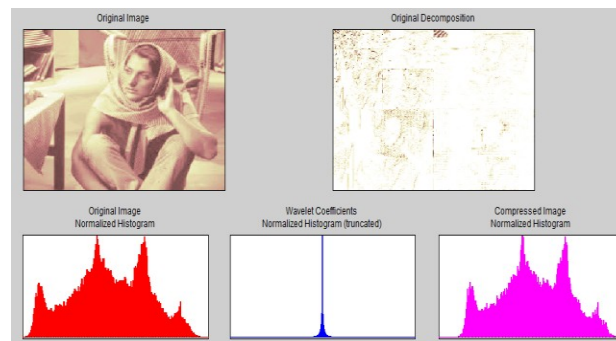 Original Image
Original Decomposition
Original Image
Normalized Histogram
Wavelet Coefficients
Normalized Histogram (truncated)
Compressed Image
Normalized Histogram